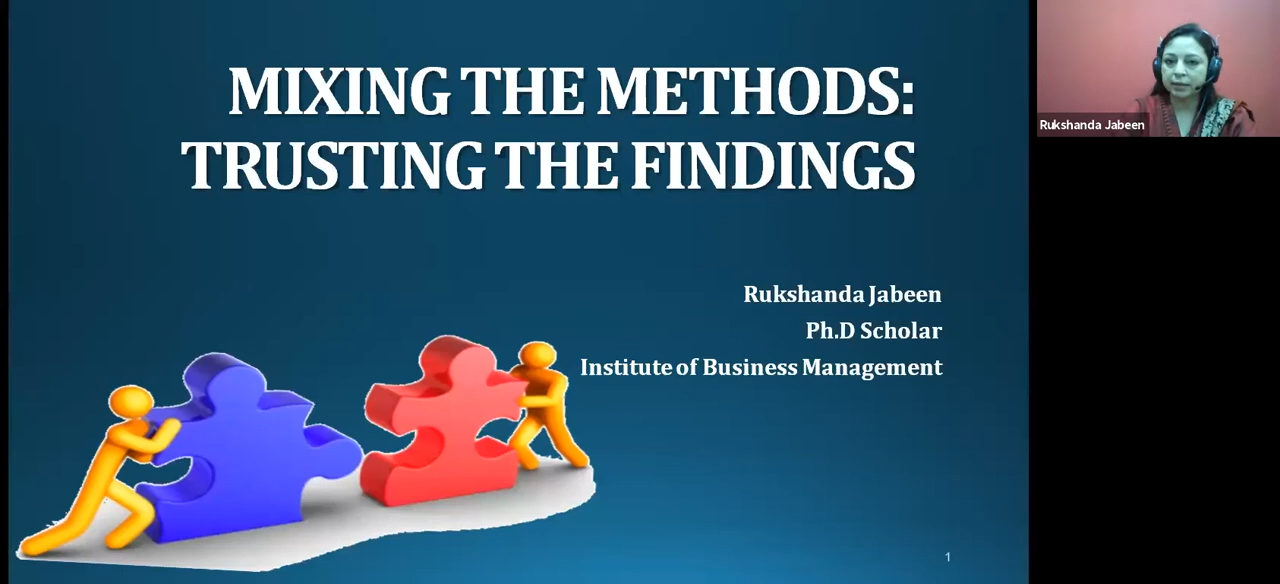 MIXING THE METHODS:
TRUSTING THE FINDINGS
Rukshanda Jabeen
Ph.D Scholar
Institute of Business Management
1
Rukshanda Jabeen